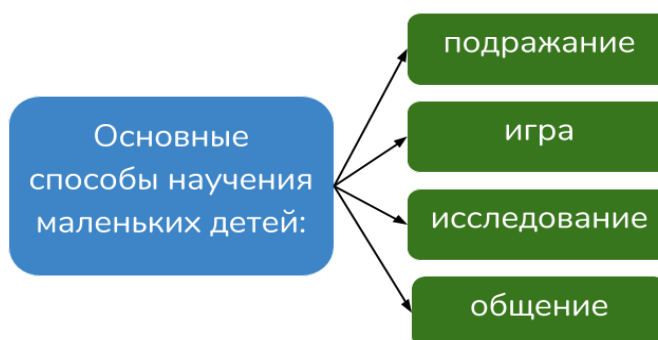 Основные
способы научения
маленьких детей:
подражание
игра
исследование
общение